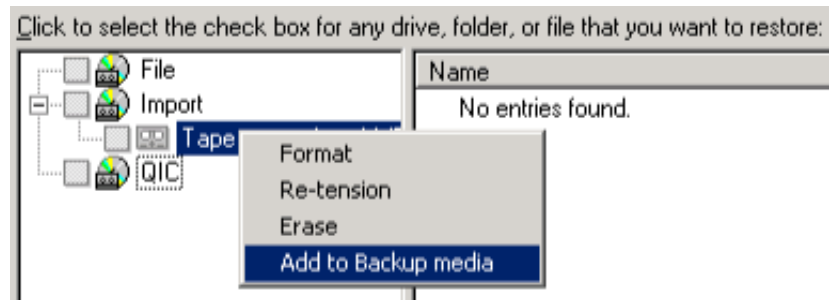 Click to select the check box for any drive, folder, or file that you want to restore:
File
Name
Import
No entries found.
Tape
QIC
Format
Re-tension
Erase
Add to Backup media